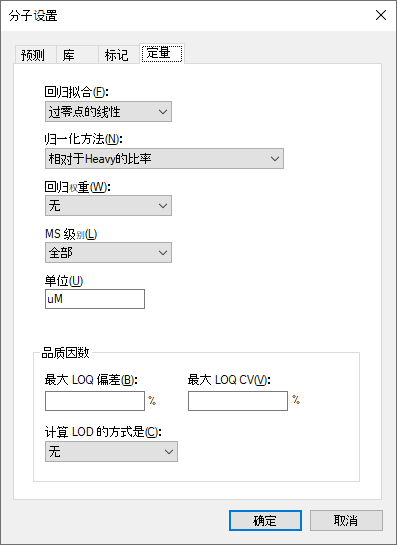 分子设置
预测 库 标记 定量
回归拟合(F):
过零点的线性
归一化方法(N):
相对于Heavy的比率
回归权重(W):
无
MS 级别(L)
全部
单位(U)
uM
品质因数
最大 LOQ 偏差(B): 最大 LOQ CV(V):
% %
计算 LOD 的方式是(C):
无
确定 取消